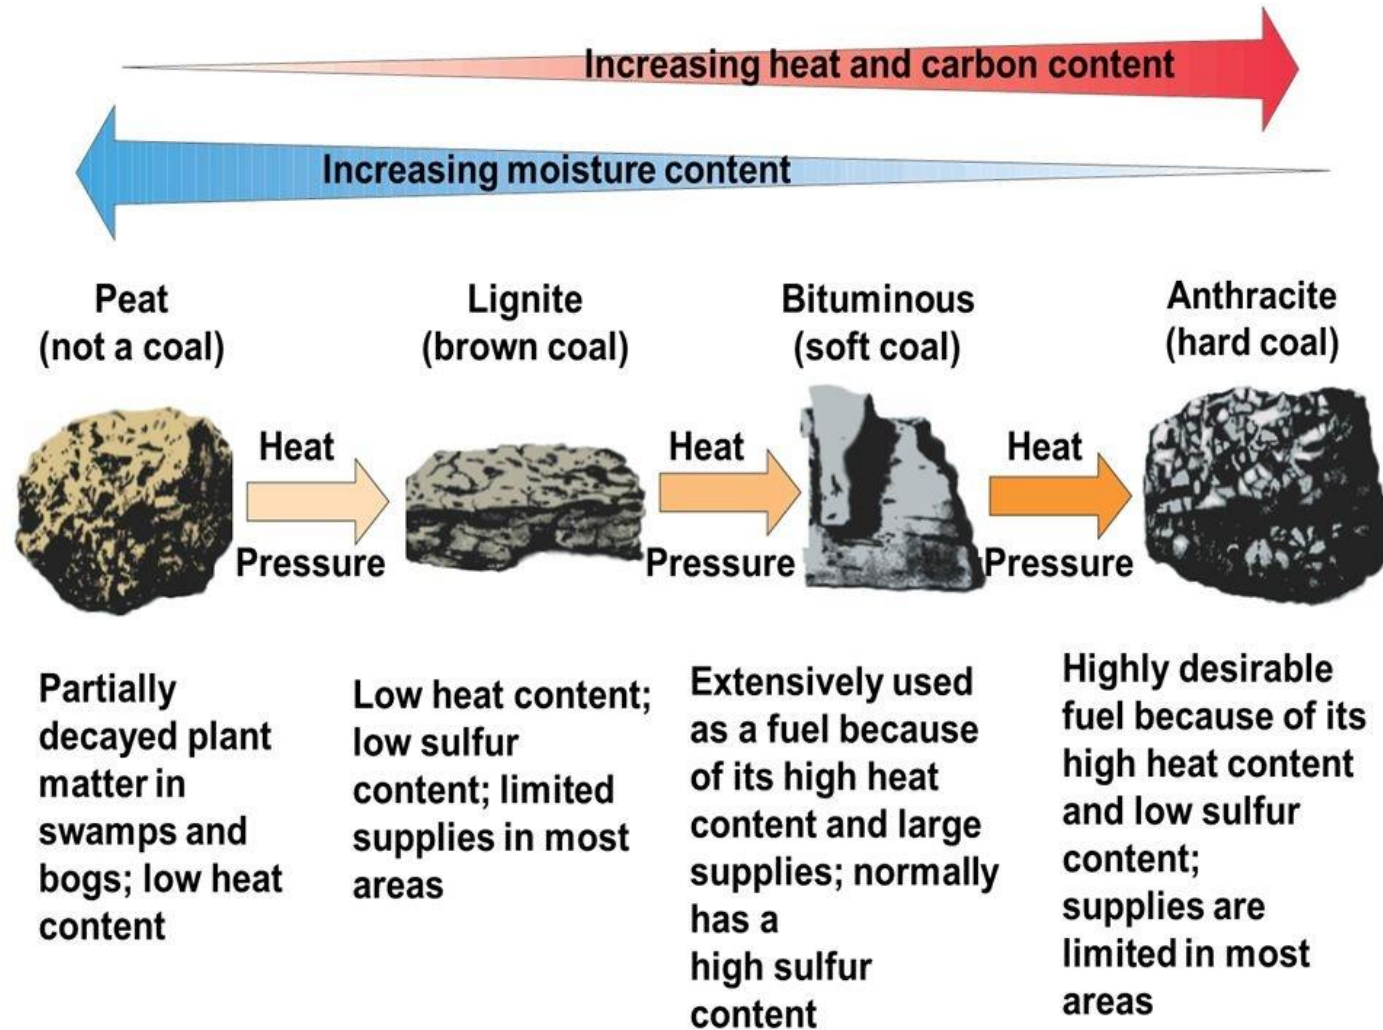 Increasing heat and carbon content
Increasing moisture content
Peat
(not a coal)
Lignite
(brown coal)
Bituminous
(soft coal)
Anthracite
(hard coal)
Heat
Pressure
Heat
Pressure
Heat
Pressure
Partially
decayed plant
matter in
swamps and
bogs; low heat
content
Low heat content;
low sulfur
content; limited
supplies in most
areas
Extensively used
as a fuel because
of its high heat
content and large
supplies; normally
has a
high sulfur
content
Highly desirable
fuel because of its
high heat content
and low sulfur
content;
supplies are
limited in most
areas